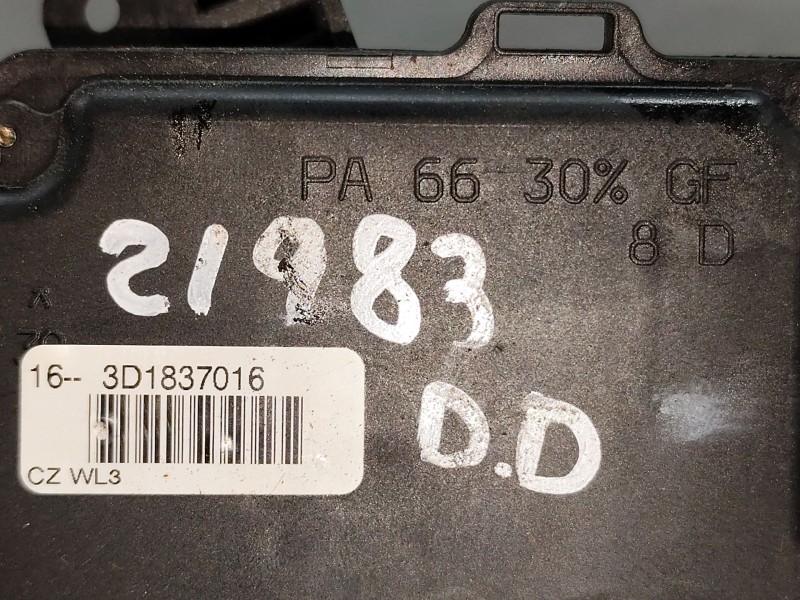 PA 66 30% GF
8 D
21983
16-- 3D1837016
CZ WL3
D.D